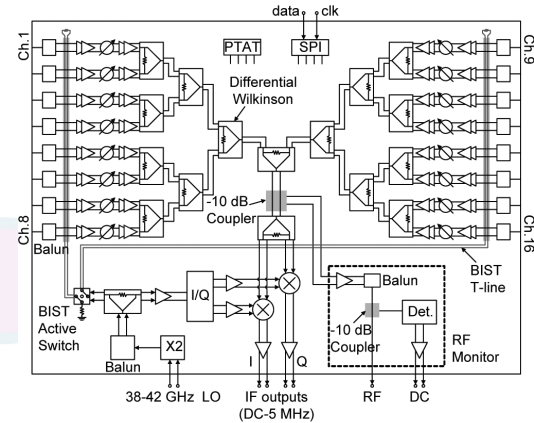 data
clk
Ch.1
PTAT
SPI
Ch.9
Differential
Wilkinson
-10 dB
Coupler
Ch.8
Balun
Ch.16
BIST
T-line
BIST
Active
Switch
I/Q
Balun
-10 dB
Coupler
Det.
RF
Monitor
X2
Balun
I
Q
38-42 GHz LO
IF outputs
(DC-5 MHz)
RF
DC